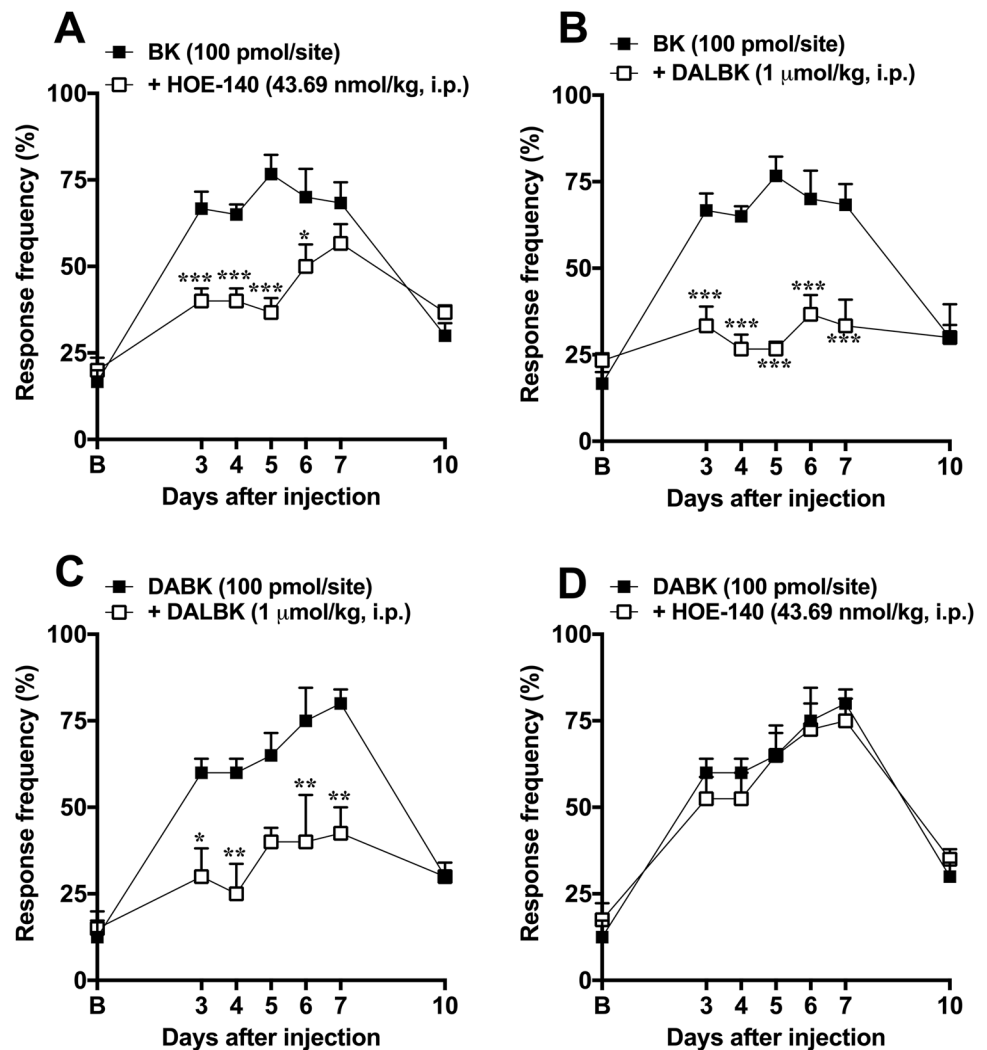 A
BK (100 pmol/site)
+ HOE-140 (43.69 nmol/kg, i.p.)
Response frequency (%)
100
75
50
25
0
***
***
***
*
B
3
4
5
6
7
10
Days after injection
B
BK (100 pmol/site)
+ DALBK (1 μmol/kg, i.p.)
Response frequency (%)
100
75
50
25
0
***
***
***
***
***
B
3
4
5
6
7
10
Days after injection
C
DABK (100 pmol/site)
+ DALBK (1 μmol/kg, i.p.)
Response frequency (%)
100
75
50
25
0
*
**
**
**
B
3
4
5
6
7
10
Days after injection
D
DABK (100 pmol/site)
+ HOE-140 (43.69 nmol/kg, i.p.)
Response frequency (%)
100
75
50
25
0
B
3
4
5
6
7
10
Days after injection